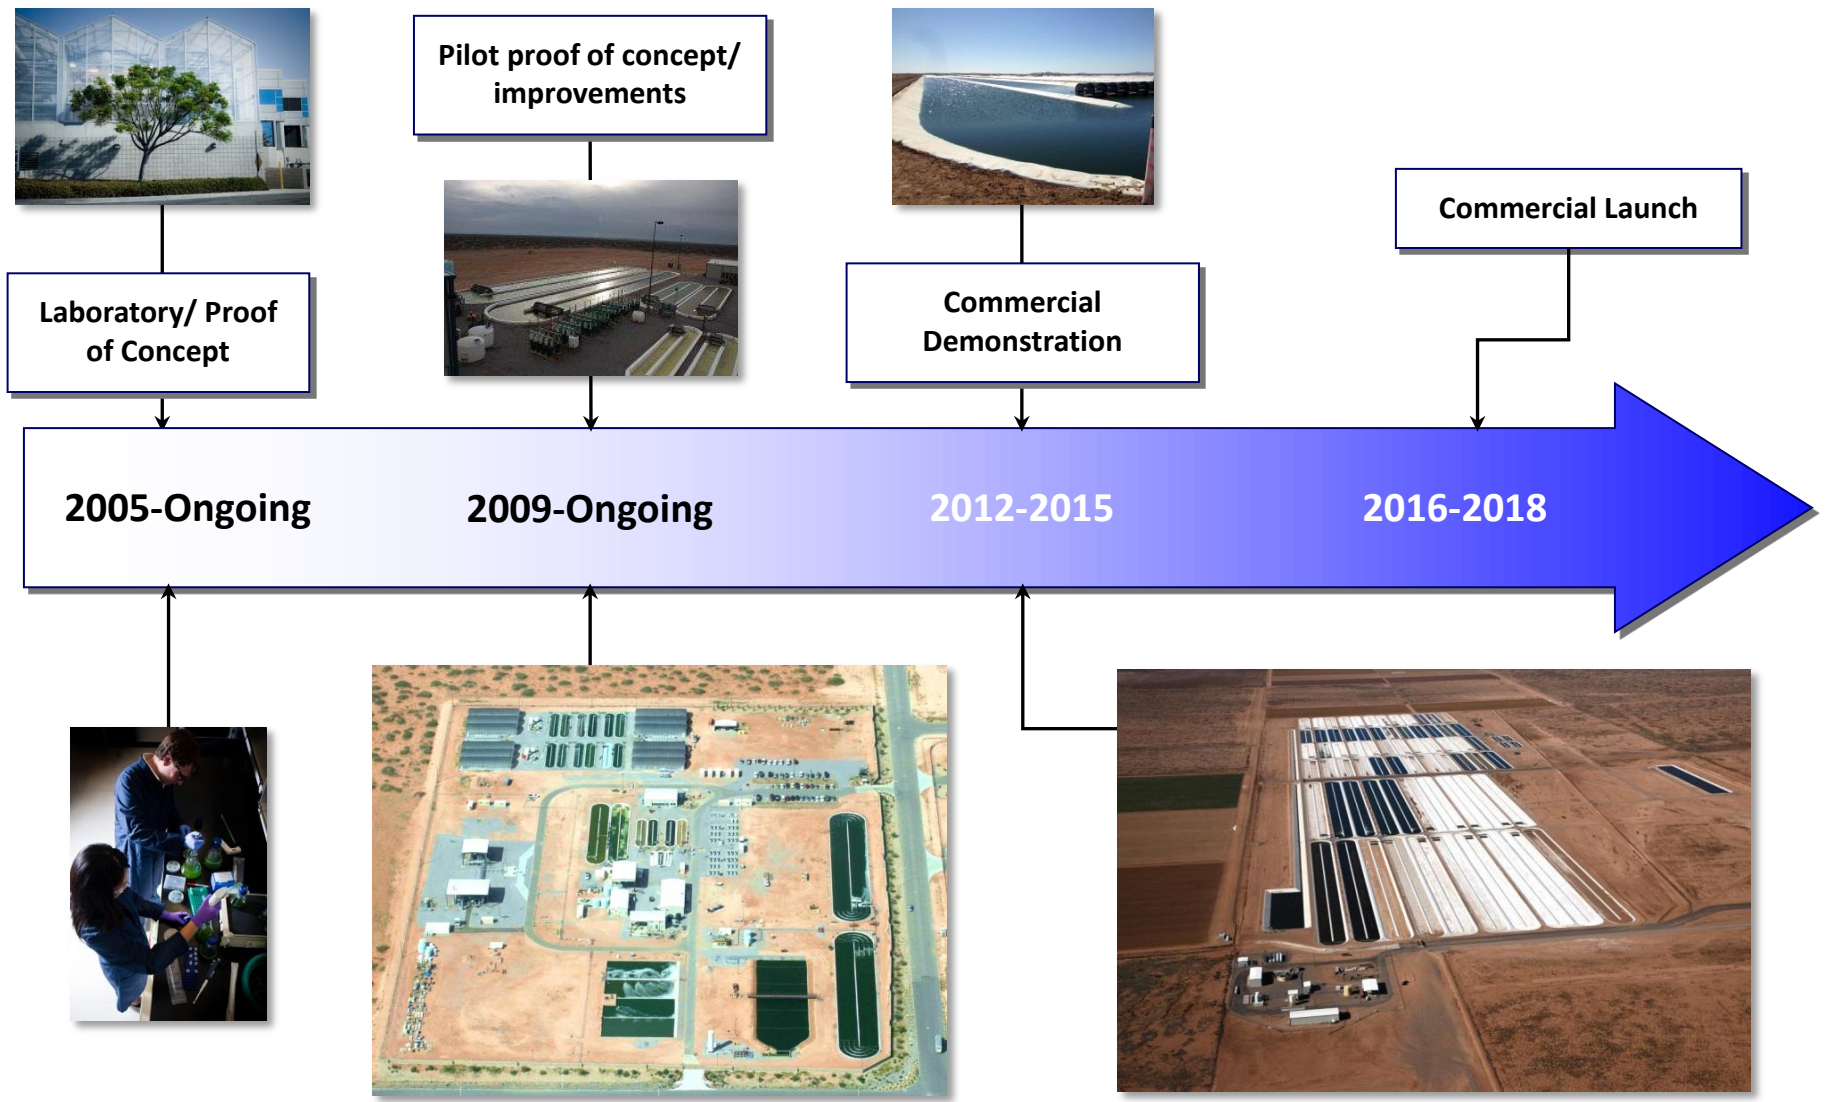 Pilot proof of concept/
improvements
Commercial Launch
Laboratory/ Proof
of Concept
Commercial
Demonstration
2005-Ongoing
2009-Ongoing
2012-2015
2016-2018